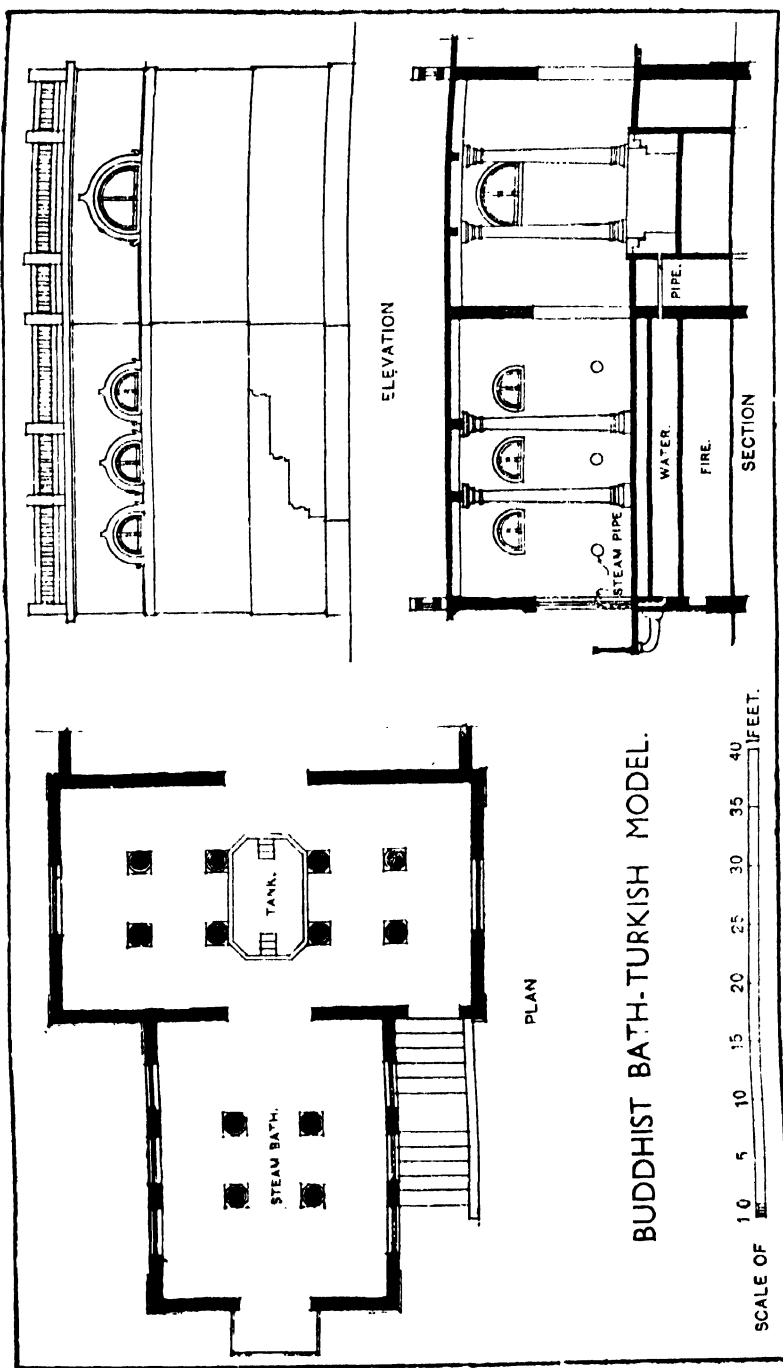 ELEVATION
PIPE.
WATER.
FIRE.
STEAM PIPE
SECTION
TANK.
STEAM BATH.
PLAN
BUDDHIST BATH-TURKISH MODEL.
SCALE OF 1 0 5 10 15 20 25 30 35 40 FEET.